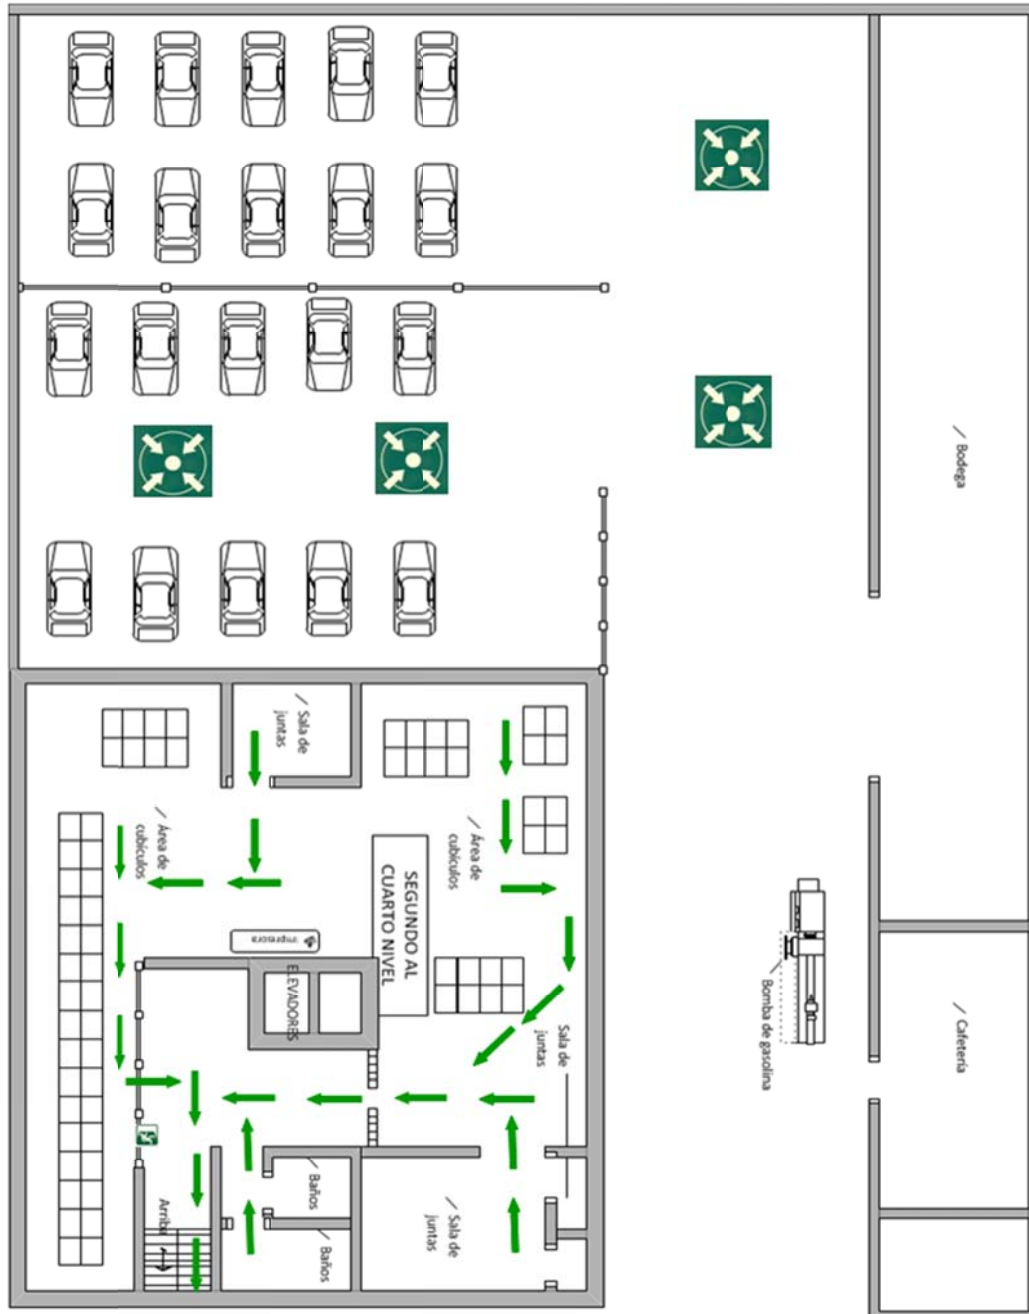 Bodega
Sala de
juntas
Área de
cubículos
Área de
cubículos
SEGUNDO AL
CUARTO NIVEL
impresora
ELEVADORES
Bomba de gasolina
Cafetería
Sala de
juntas
Baños
Arriba
Sala de
juntas
Baños